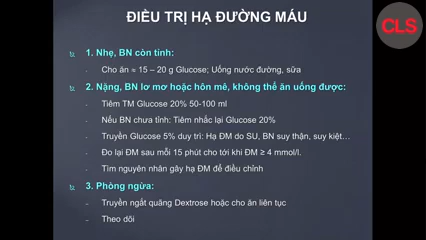 ĐIỀU TRỊ HẠ ĐƯỜNG MÁU
CLS
1. Nhẹ, BN còn tỉnh:
– Cho ăn ≈ 15 – 20 g Glucose; Uống nước đường, sữa
2. Nặng, BN lơ mơ hoặc hôn mê, không thể ăn uống được:
– Tiêm TM Glucose 20% 50-100 ml
– Nếu BN chưa tỉnh: Tiêm nhắc lại Glucose 20%
– Truyền Glucose 5% duy trì: Hạ ĐM do SU, BN suy thận, suy kiệt…
– Đo lại ĐM sau mỗi 15 phút cho tới khi ĐM ≥ 4 mmol/l.
– Tìm nguyên nhân gây hạ ĐM để điều chỉnh
3. Phòng ngừa:
– Truyền ngắt quãng Dextrose hoặc cho ăn liên tục
– Theo dõi